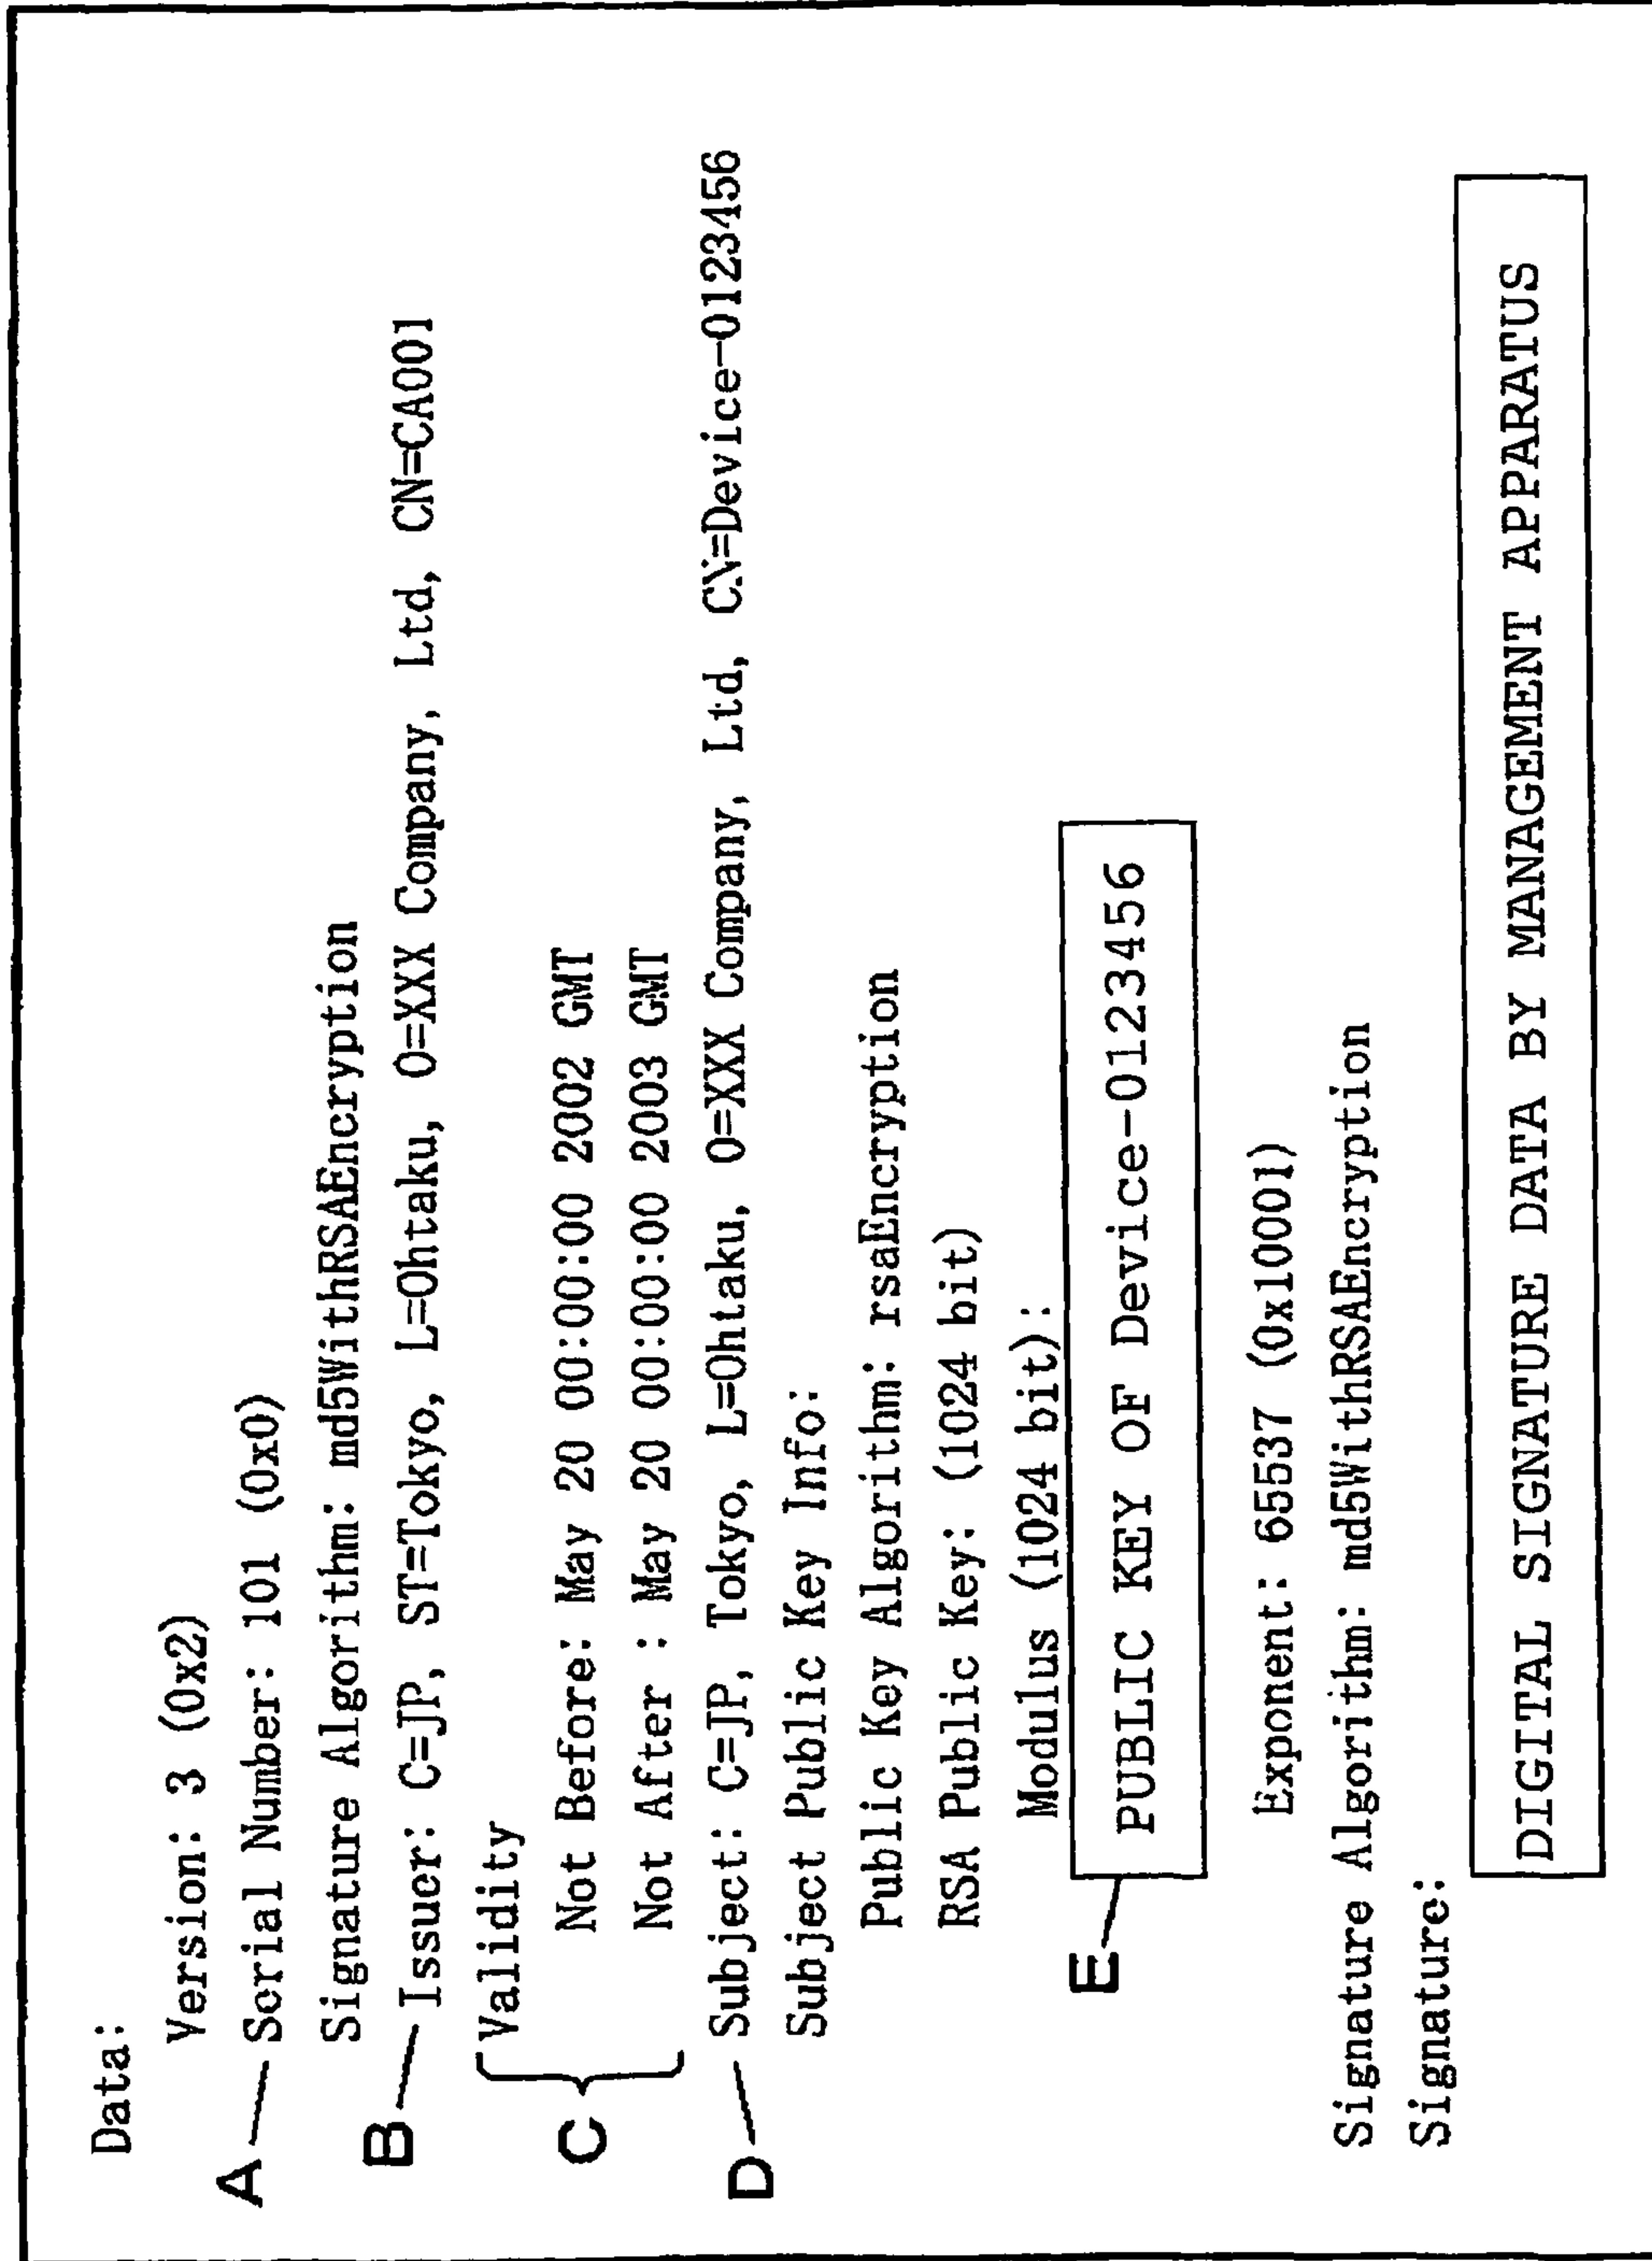 Data:
Version: 3 (0x2)
A Serial Number: 101 (0x0)
Signature Algorithm: md5WithRSAEncryption
B Issuer: C=JP, ST=Tokyo, L=Ohtaku, O=XXX Company, Ltd, CN=CA001
C Validity
Not Before: May 20 00:00:00 2002 GMT
Not After : May 20 00:00:00 2003 GMT
D Subject: C=JP, Tokyo, L=Ohtaku, O=XXX Company, Ltd, CN=Device-0123456
Subject Public Key Info:
Public Key Algorithm: rsaEncryption
RSA Public Key: (1024 bit)
Modulus (1024 bit):
E PUBLIC KEY OF Device-0123456
Exponent: 65537 (0x10001)
Signature Algorithm: md5WithRSAEncryption
Signature:
DIGITAL SIGNATURE DATA BY MANAGEMENT APPARATUS